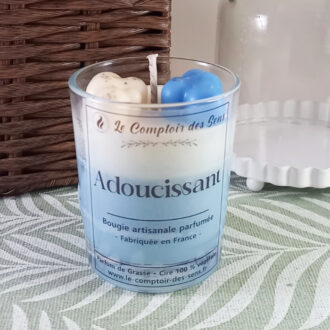 Le Comptoir des Sens
Adoucissant
Bougie artisanale parfumée
- Fabriquée en France -
Parfum de Grasse - Cire 100 % végétale
www.le-comptoir-des-sens.fr